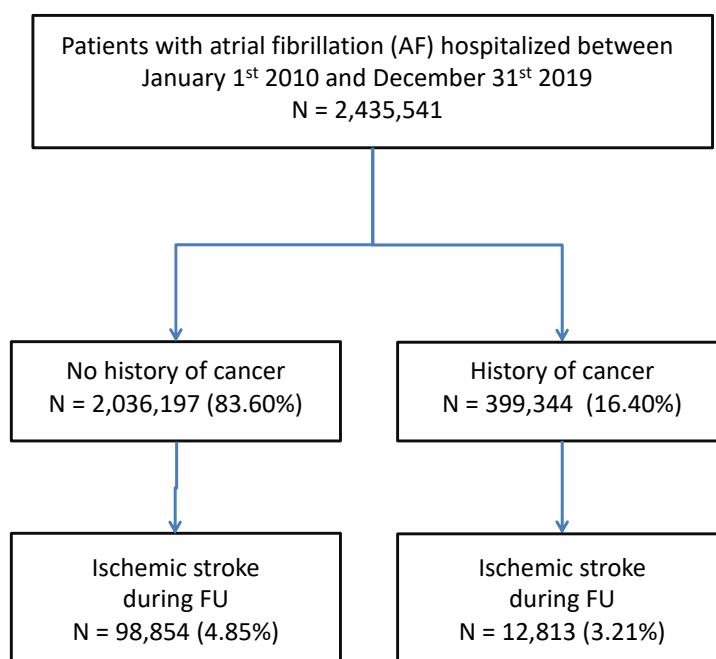 Patients with atrial fibrillation (AF) hospitalized between
January 1st 2010 and December 31st 2019
N = 2,435,541
No history of cancer
N = 2,036,197 (83.60%)
History of cancer
N = 399,344 (16.40%)
Ischemic stroke
during FU
N = 98,854 (4.85%)
Ischemic stroke
during FU
N = 12,813 (3.21%)